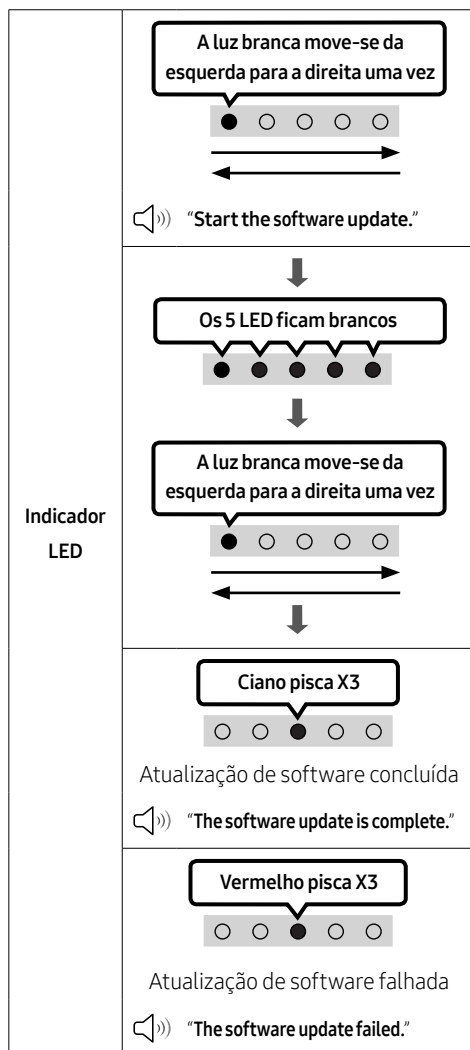 A luz branca move-se da
esquerda para a direita uma vez
“Start the software update.”
Os 5 LED ficam brancos
A luz branca move-se da
esquerda para a direita uma vez
Indicador
LED
Ciano pisca X3
Atualização de software concluída
“The software update is complete.”
Vermelho pisca X3
Atualização de software falhada
“The software update failed.”